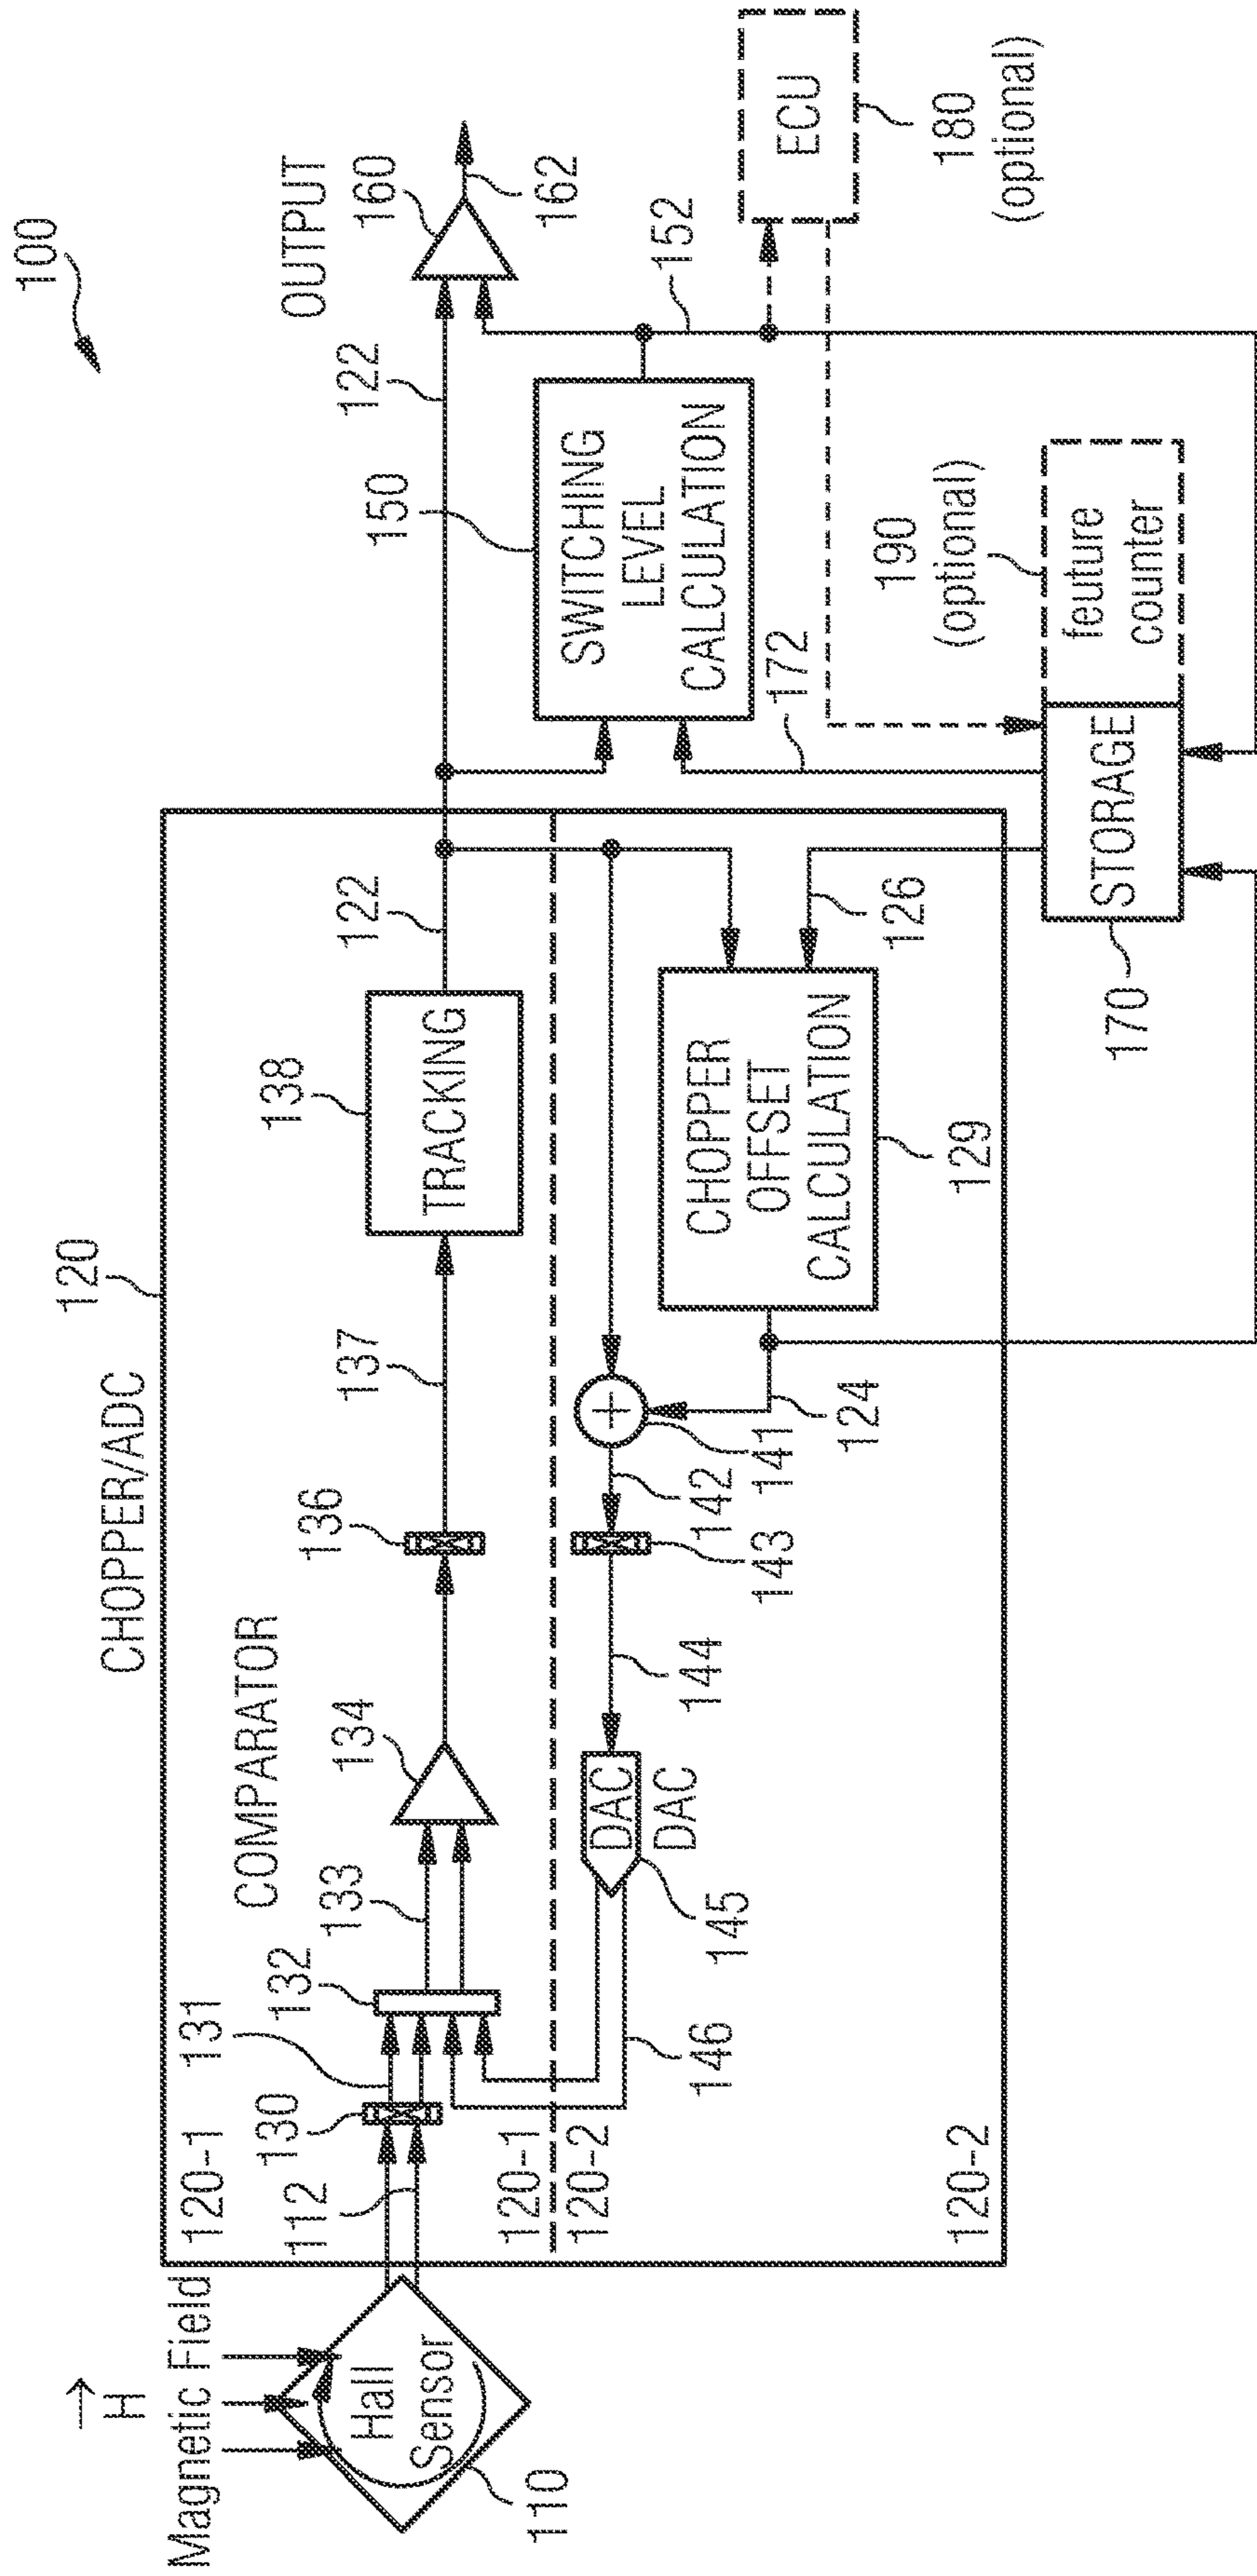 100
CHOPPER/ADC
120
H
Magnetic Field
Hall
Sensor
110
120-1
112
130
131
132
133
COMPARATOR
134
136
137
138
TRACKING
122
122
OUTPUT
160
162
150
SWITCHING
LEVEL
CALCULATION
152
ECU
180
(optional)
120-1
120-2
146
DAC
DAC
145
144
143
142
141
124
CHOPPER
OFFSET
CALCULATION
129
126
172
190
(optional)
feuture
counter
STORAGE
170
120-2